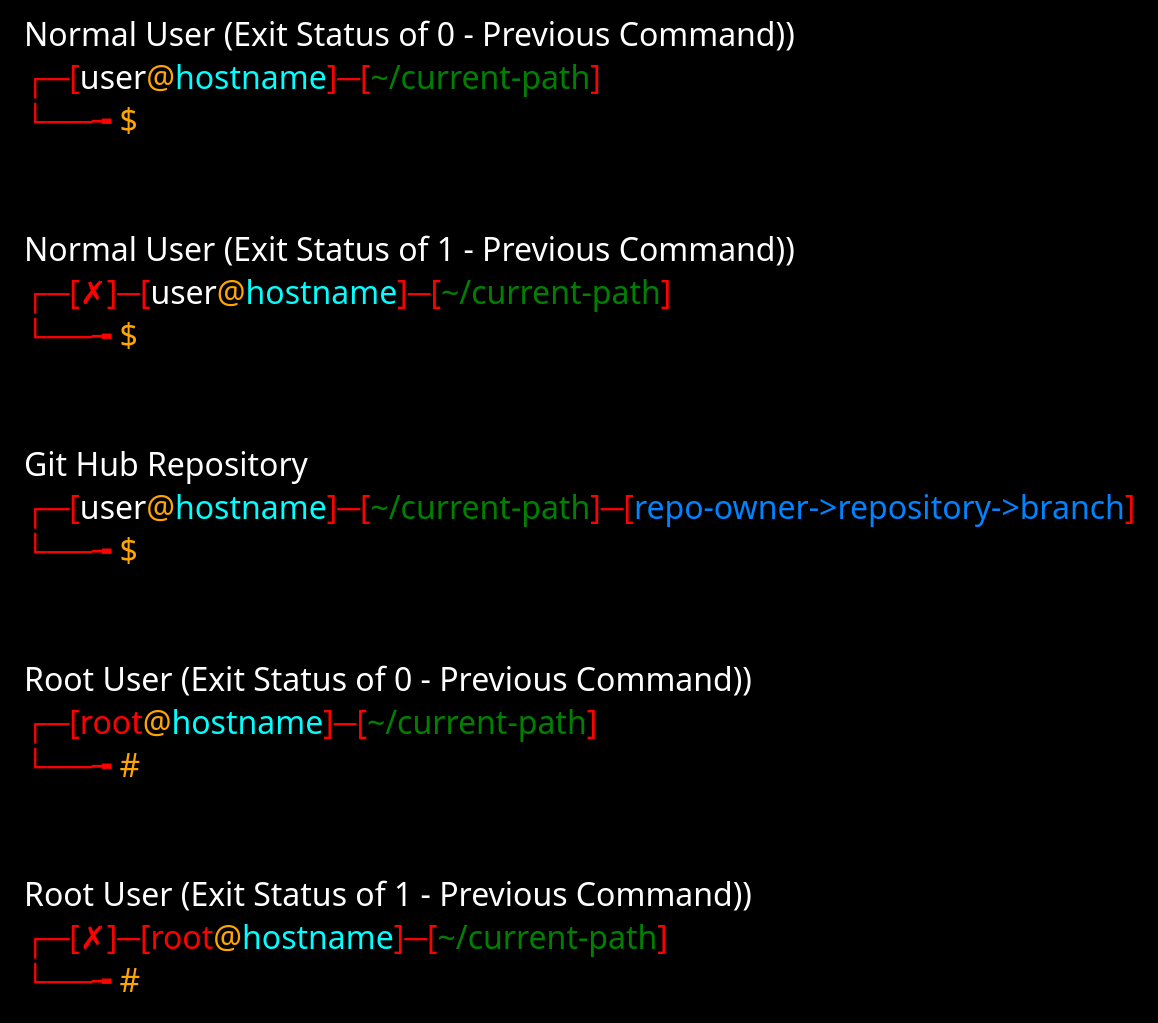 Normal User (Exit Status of 0 - Previous Command))
┌─[user@hostname]─[~/current-path]
└──╼ $
Normal User (Exit Status of 1 - Previous Command))
┌─[✗]─[user@hostname]─[~/current-path]
└──╼ $
Git Hub Repository
┌─[user@hostname]─[~/current-path]─[repo-owner->repository->branch]
└──╼ $
Root User (Exit Status of 0 - Previous Command))
┌─[root@hostname]─[~/current-path]
└──╼ #
Root User (Exit Status of 1 - Previous Command))
┌─[✗]─[root@hostname]─[~/current-path]
└──╼ #